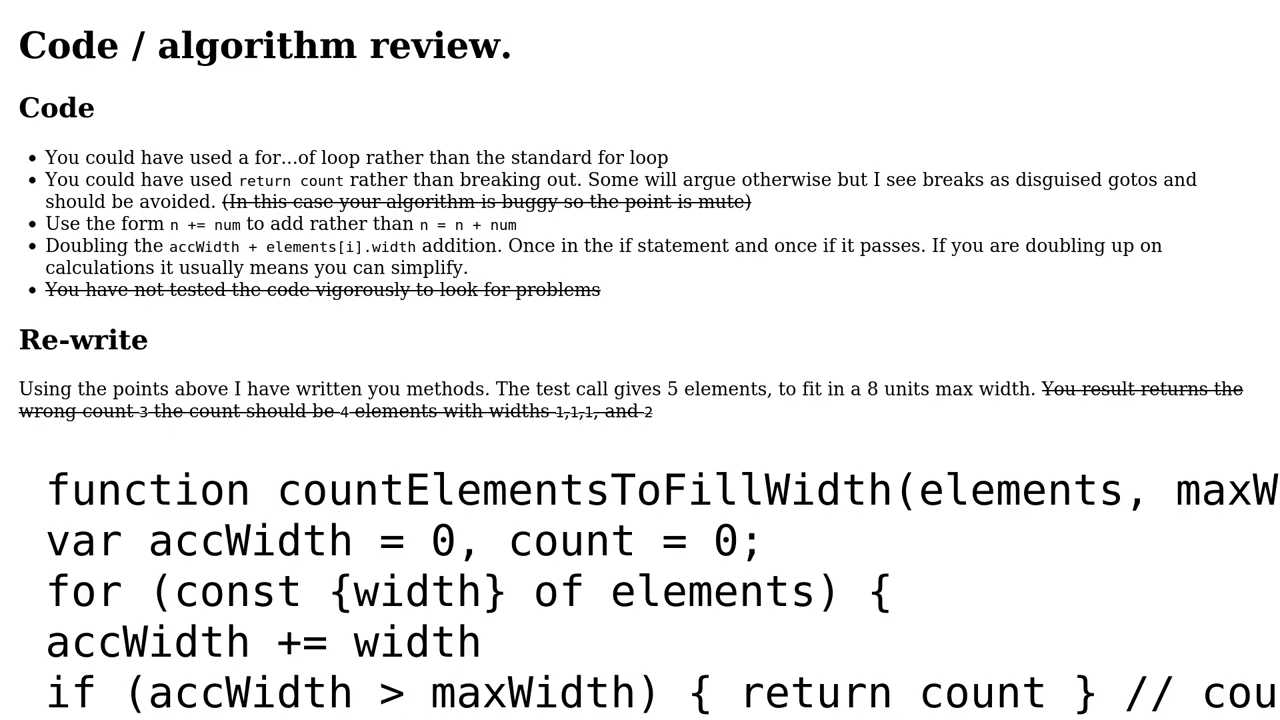 Code / algorithm review.
Code
• You could have used a for...of loop rather than the standard for loop
• You could have used return count rather than breaking out. Some will argue otherwise but I see breaks as disguised gotos and
should be avoided. (In this case your algorithm is buggy so the point is mute)
• Use the form n += num to add rather than n = n + num
• Doubling the accWidth + elements[i].width addition. Once in the if statement and once if it passes. If you are doubling up on
calculations it usually means you can simplify.
• You have not tested the code vigorously to look for problems
Re-write
Using the points above I have written you methods. The test call gives 5 elements, to fit in a 8 units max width. You result returns the
wrong count 3 the count should be 4 elements with widths 1,1,1, and 2
function countElementsToFillWidth(elements, maxW
var accWidth = 0, count = 0;
for (const {width} of elements) {
accWidth += width
if (accWidth > maxWidth) { return count } // cou